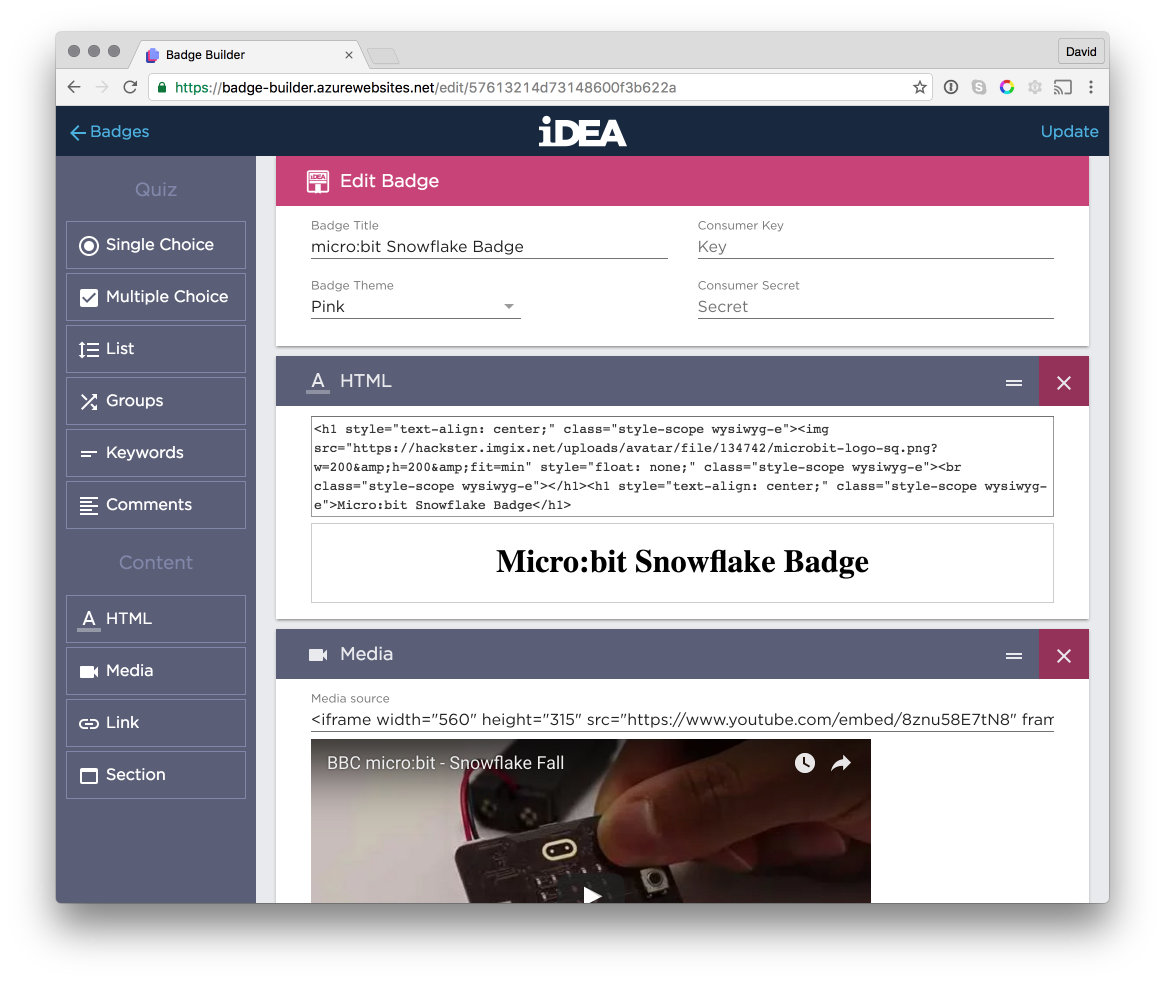 Badge Builder
David
https://badge-builder.azurewebsites.net/edit/57613214d73148600f3b622a
Badges
iDEA
Update
Quiz
Single Choice
Multiple Choice
List
Groups
Keywords
Comments
Content
HTML
Media
Link
Section
iDEA
Edit Badge
Badge Title
micro:bit Snowflake Badge
Consumer Key
Key
Badge Theme
Pink
Consumer Secret
Secret
A HTML
<h1 style="text-align: center;" class="style-scope wysiwyg-e"><img
src="https://hackster.imgix.net/uploads/avatar/file/134742/microbit-logo-sq.png?
w=200&amp;h=200&amp;fit=min" style="float: none;" class="style-scope wysiwyg-e"><br
class="style-scope wysiwyg-e"></h1><h1 style="text-align: center;" class="style-scope wysiwyg-
e">Micro:bit Snowflake Badge</h1>
Micro:bit Snowflake Badge
Media
Media source
<iframe width="560" height="315" src="https://www.youtube.com/embed/8znu58E7tN8" fram
BBC micro:bit - Snowflake Fall